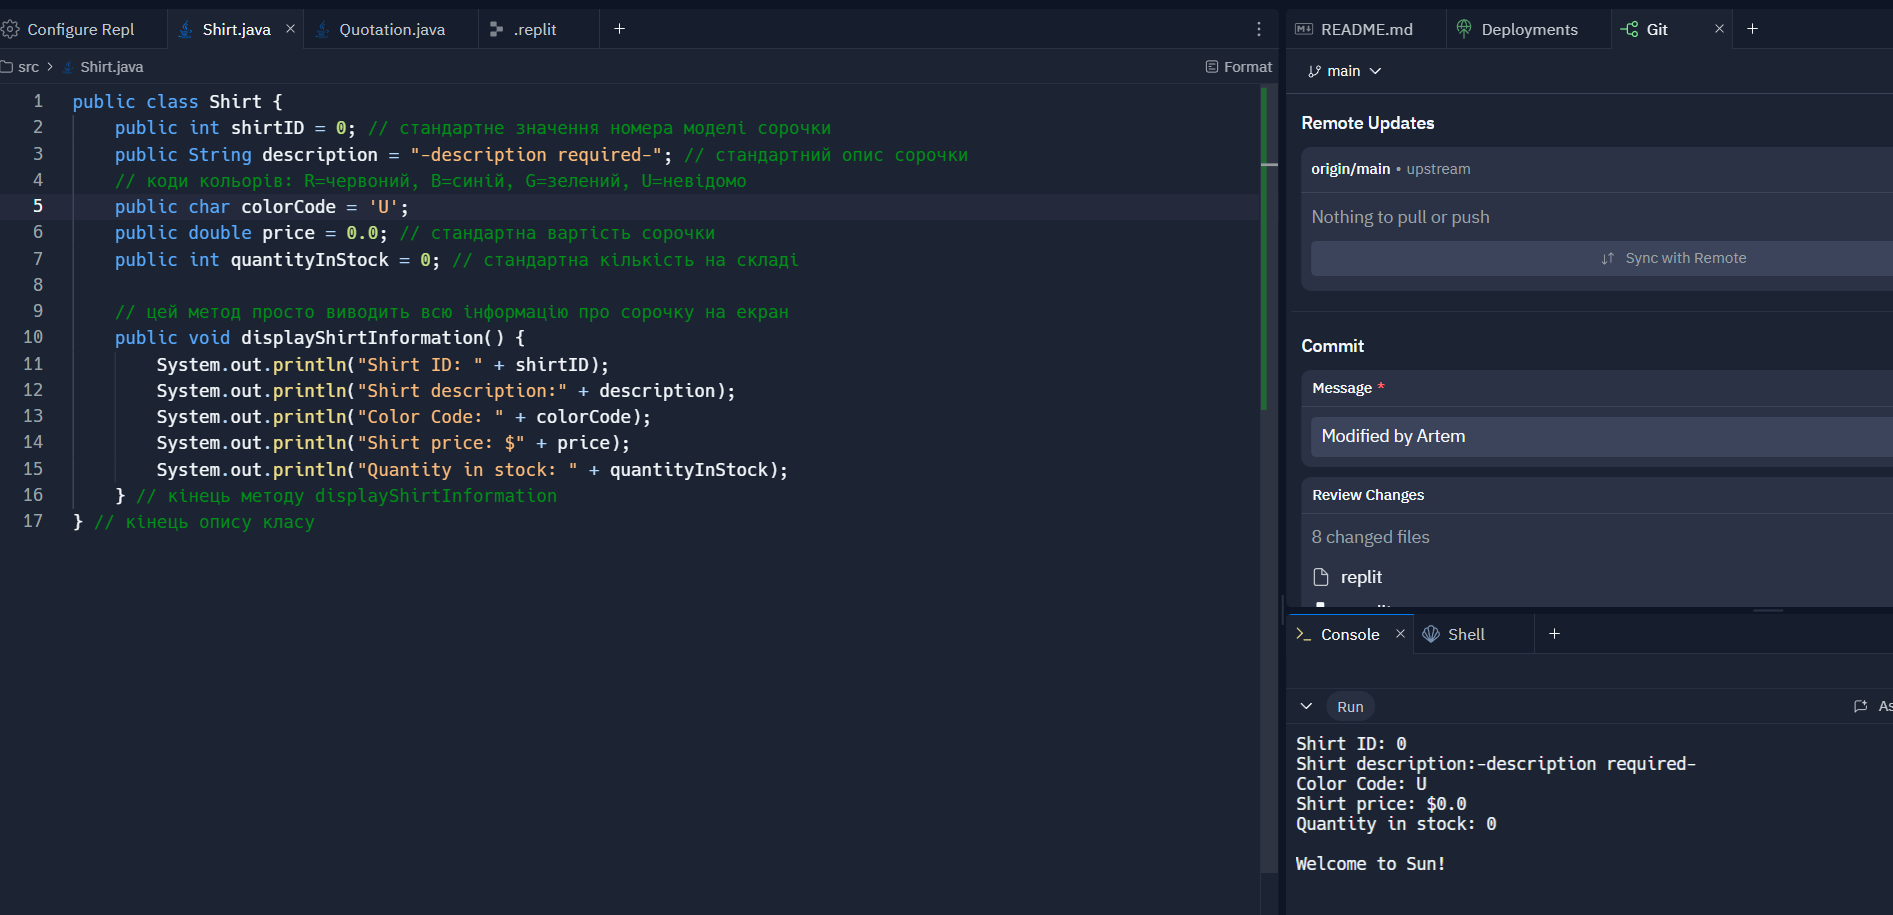 Configure Repl
Shirt.java
Quotation.java
.replit
src > Shirt.java
Format
1 public class Shirt {
2 public int shirtID = 0; // стандартне значення номера моделі сорочки
3 public String description = "-description required-"; // стандартний опис сорочки
4 // коди кольорів: R=червоний, B=синій, G=зелений, U=невідомо
5 public char colorCode = 'U';
6 public double price = 0.0; // стандартна вартість сорочки
7 public int quantityInStock = 0; // стандартна кількість на складі
8
9 // цей метод просто виводить всю інформацію про сорочку на екран
10 public void displayShirtInformation() {
11 System.out.println("Shirt ID: " + shirtID);
12 System.out.println("Shirt description:" + description);
13 System.out.println("Color Code: " + colorCode);
14 System.out.println("Shirt price: $" + price);
15 System.out.println("Quantity in stock: " + quantityInStock);
16 } // кінець методу displayShirtInformation
17 } // кінець опису класу
README.md
Deployments
Git
main
Remote Updates
origin/main • upstream
Nothing to pull or push
Sync with Remote
Commit
Message *
Modified by Artem
Review Changes
8 changed files
replit
Console
Shell
Run
As
Shirt ID: 0
Shirt description:-description required-
Color Code: U
Shirt price: $0.0
Quantity in stock: 0
Welcome to Sun!